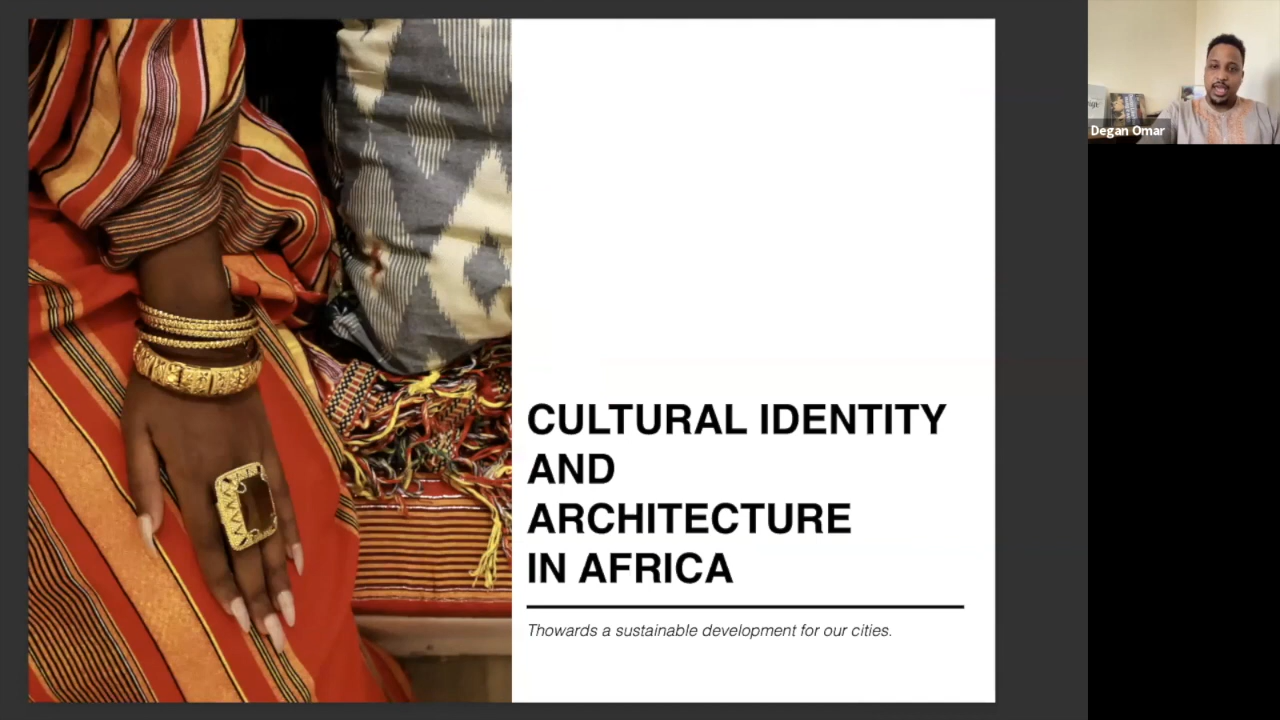 CULTURAL IDENTITY
AND
ARCHITECTURE
IN AFRICA
Thowards a sustainable development for our cities.
Degan Omar